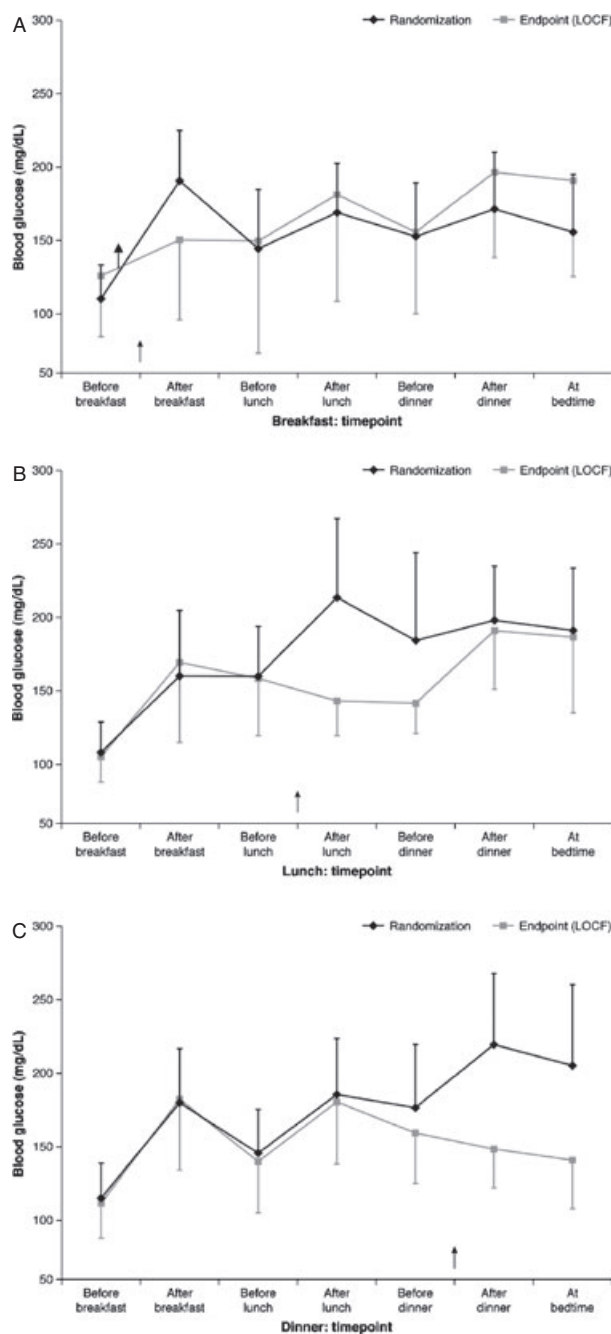 A
Randomization
Endpoint (LOCF)
Blood glucose (mg/dL)
300
250
200
150
100
50
Before breakfast
After breakfast
Before lunch
After lunch
Before dinner
After dinner
At bedtime
Breakfast: timepoint
B
Randomization
Endpoint (LOCF)
Blood glucose (mg/dL)
300
250
200
150
100
50
Before breakfast
After breakfast
Before lunch
After lunch
Before dinner
After dinner
At bedtime
Lunch: timepoint
C
Randomization
Endpoint (LOCF)
Blood glucose (mg/dL)
300
250
200
150
100
50
Before breakfast
After breakfast
Before lunch
After lunch
Before dinner
After dinner
At bedtime
Dinner: timepoint